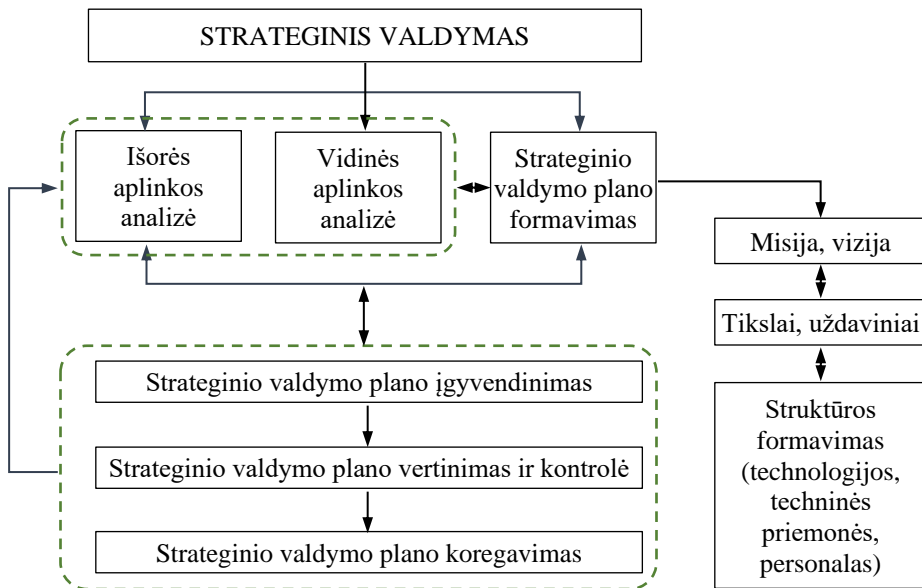 STRATEGINIS VALDYMAS
Išorės
aplinkos
analizė
Vidinės
aplinkos
analizė
Strateginio
valdymo plano
formavimas
Misija, vizija
Tikslai, uždaviniai
Struktūros
formavimas
(technologijos,
techninės
priemonės,
personalas)
Strateginio valdymo plano įgyvendinimas
Strateginio valdymo plano vertinimas ir kontrolė
Strateginio valdymo plano koregavimas